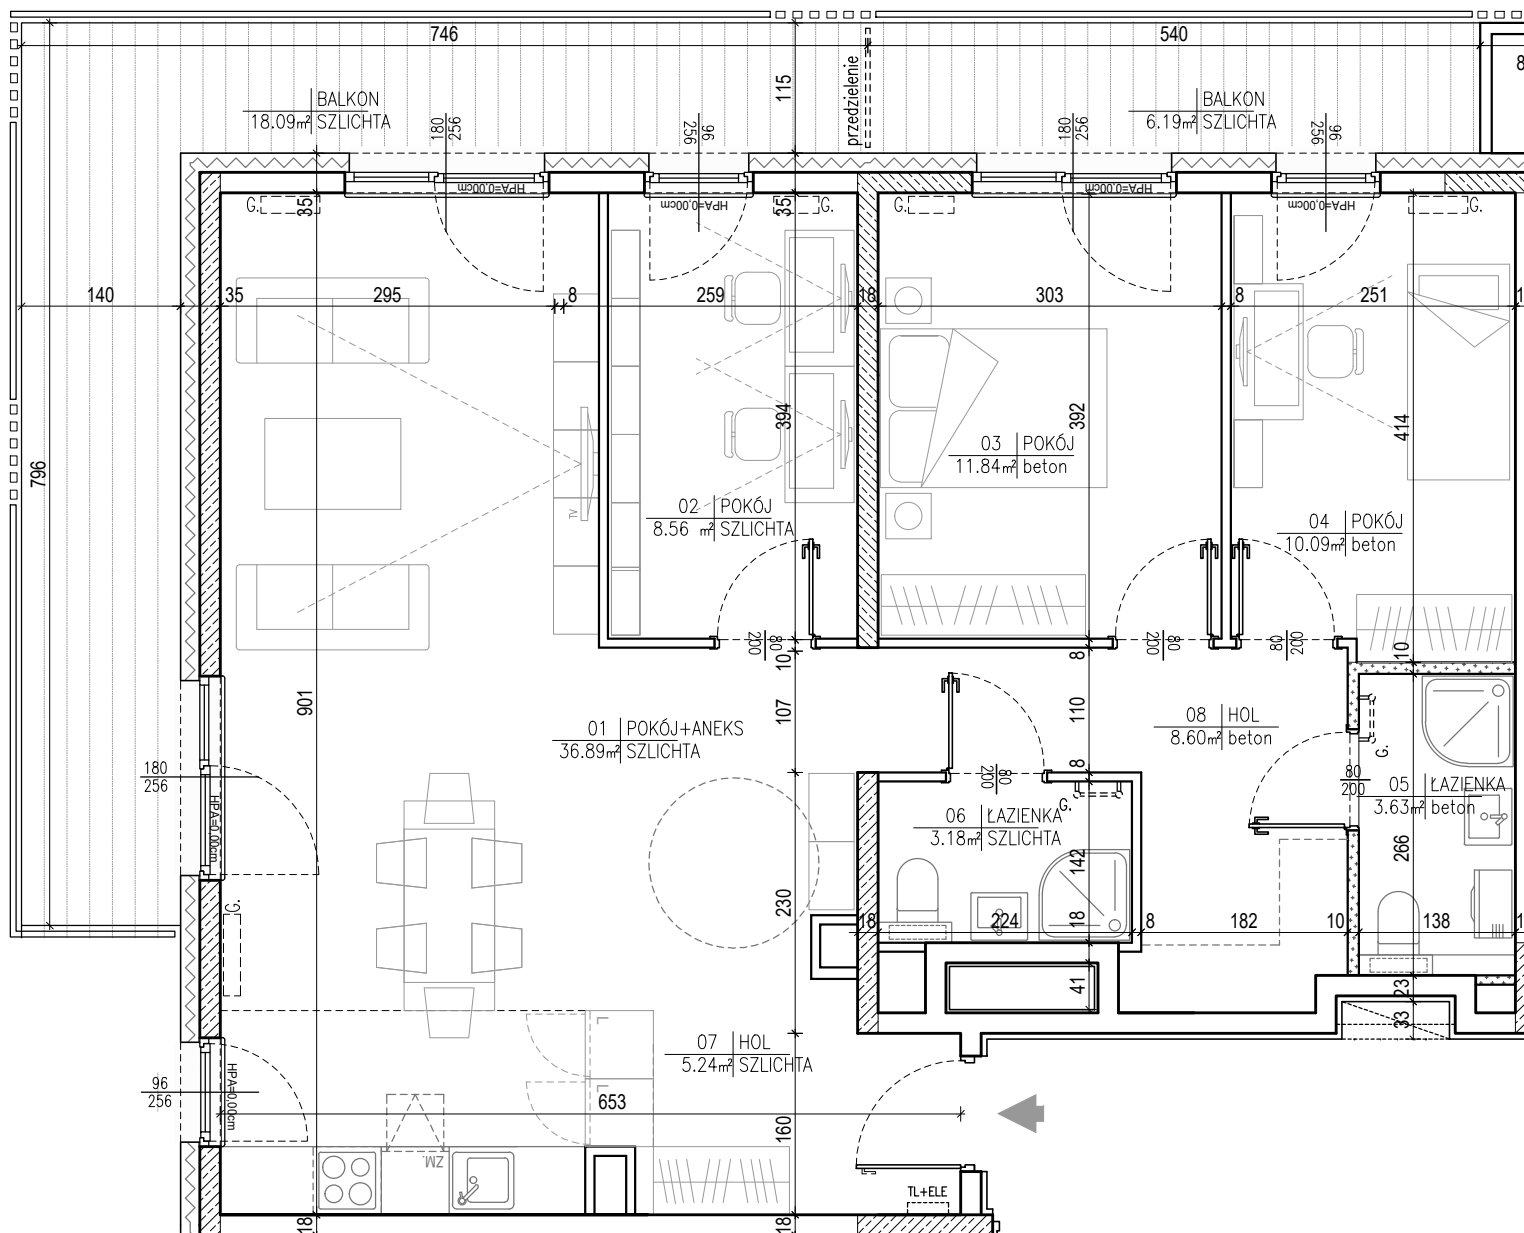 746
540
8
115
przedzielenie
BALKON
18.09m² SZLICHTA
BALKON
6.19m² SZLICHTA
180
256
96
256
180
256
96
256
HPA=0,00cm
HPA=0,00cm
HPA=0,00cm
HPA=0,00cm
G.
35
35
G.
G.
G.
140
35
295
8
259
18
303
8
251
1
796
394
392
414
03 POKÓJ
11.84m² beton
TV
02 POKÓJ
8.56 m² SZLICHTA
04 POKÓJ
10.09m² beton
80
200
80
200
80
200
10
8
10
901
107
110
01 POKÓJ+ANEKS
36.89m² SZLICHTA
08 HOL
8.60m² beton
G.
180
256
HPA=0,00cm
8
80
200
80
200
05 ŁAZIENKA
3.63m² beton
G.
06 ŁAZIENKA
3.18m² SZLICHTA
142
266
230
G.
18
224
18
8
182
10
138
1
41
23
33
07 HOL
5.24m² SZLICHTA
96
256
HPA=0,00cm
653
160
ZM.
TL+ELE
18
18